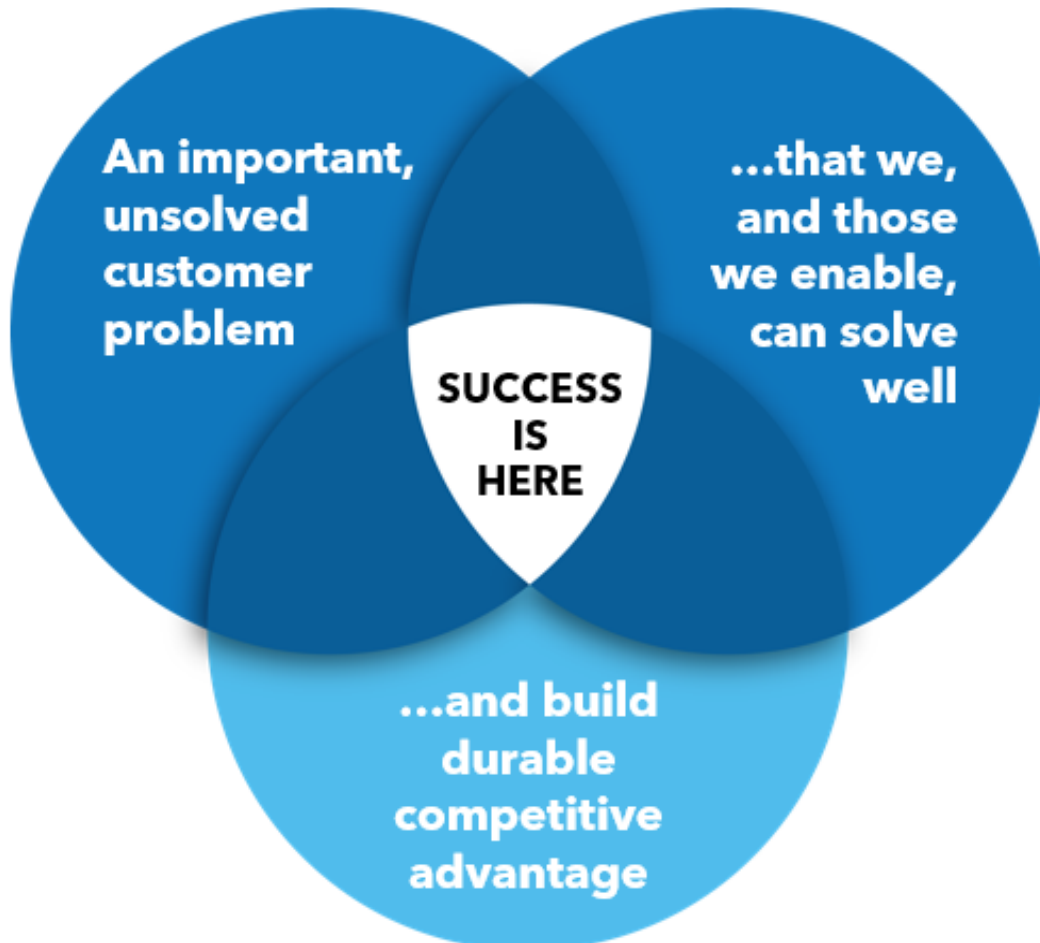 An important,
unsolved
customer
problem
...that we,
and those
we enable,
can solve
well
SUCCESS
IS
HERE
...and build
durable
competitive
advantage